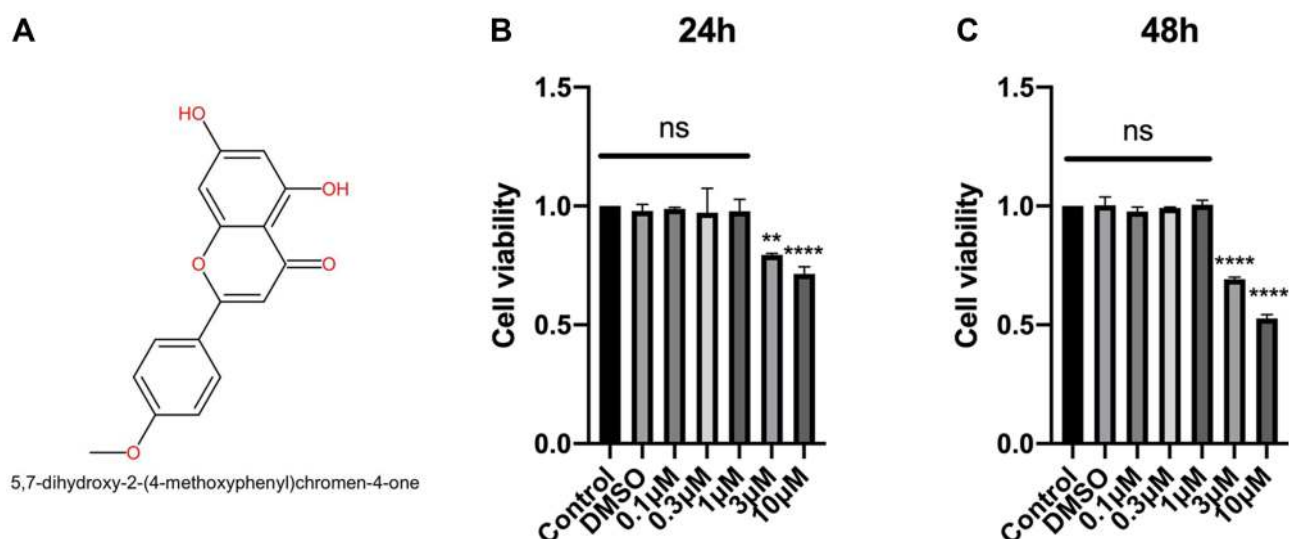 A
HO
OH
O
O
O
5,7-dihydroxy-2-(4-methoxyphenyl)chromen-4-one
B
24h
Cell viability
1.5
1.0
0.5
0.0
ns
**
****
Control
DMSO
0.1μM
0.3μM
1μM
3μM
10μM
C
48h
Cell viability
1.5
1.0
0.5
0.0
ns
****
****
Control
DMSO
0.1μM
0.3μM
1μM
3μM
10μM